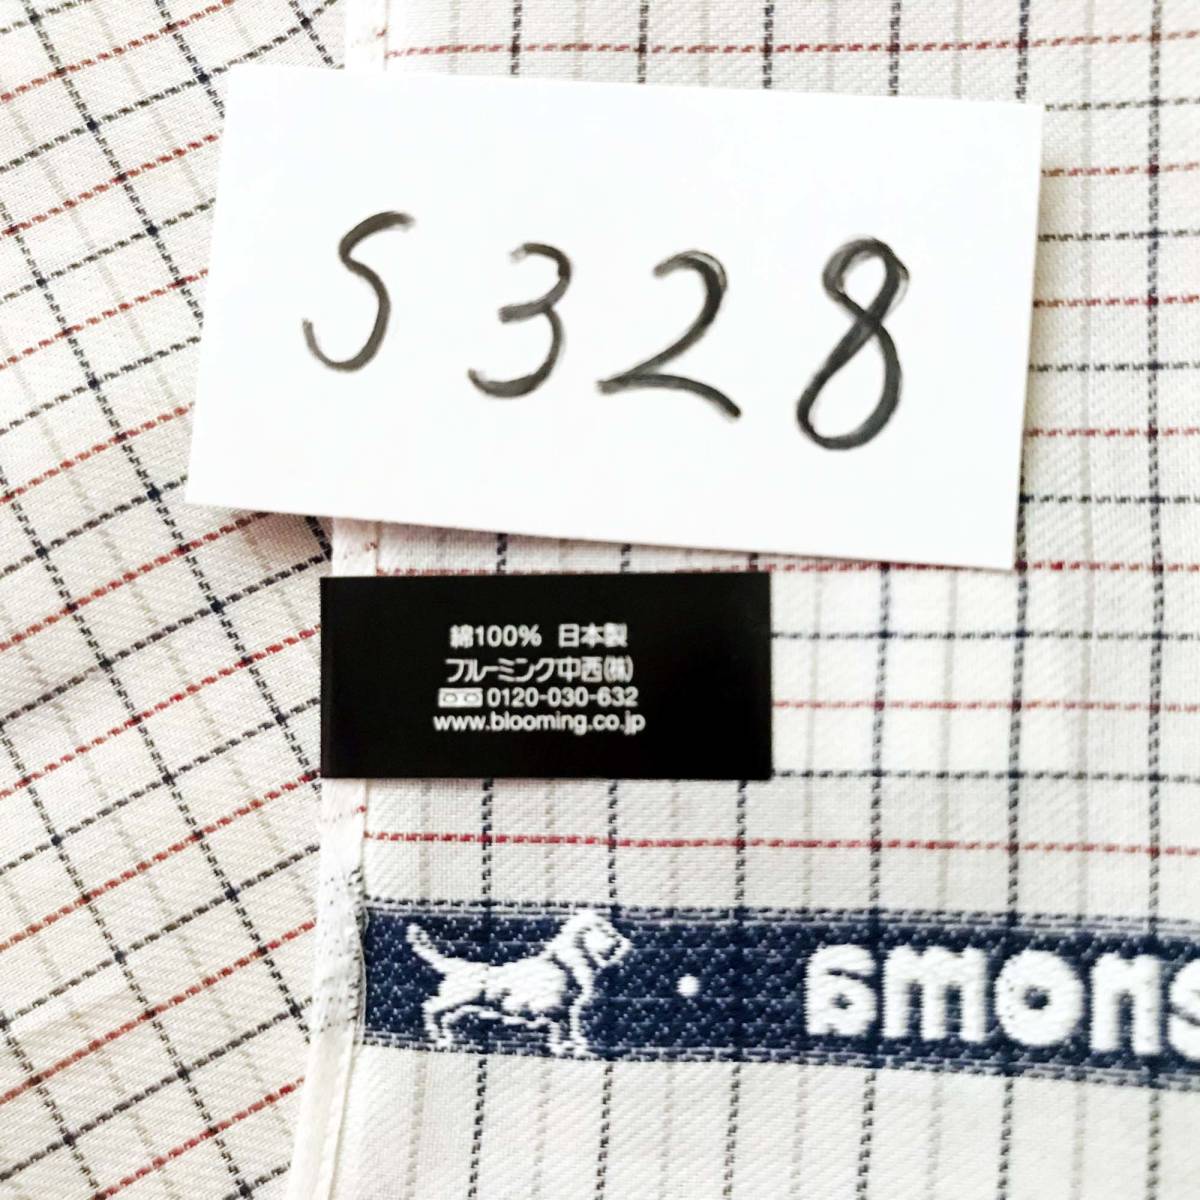 S328
綿100% 日本製
ブルーミング中西㈱
0120-030-632
www.blooming.co.jp